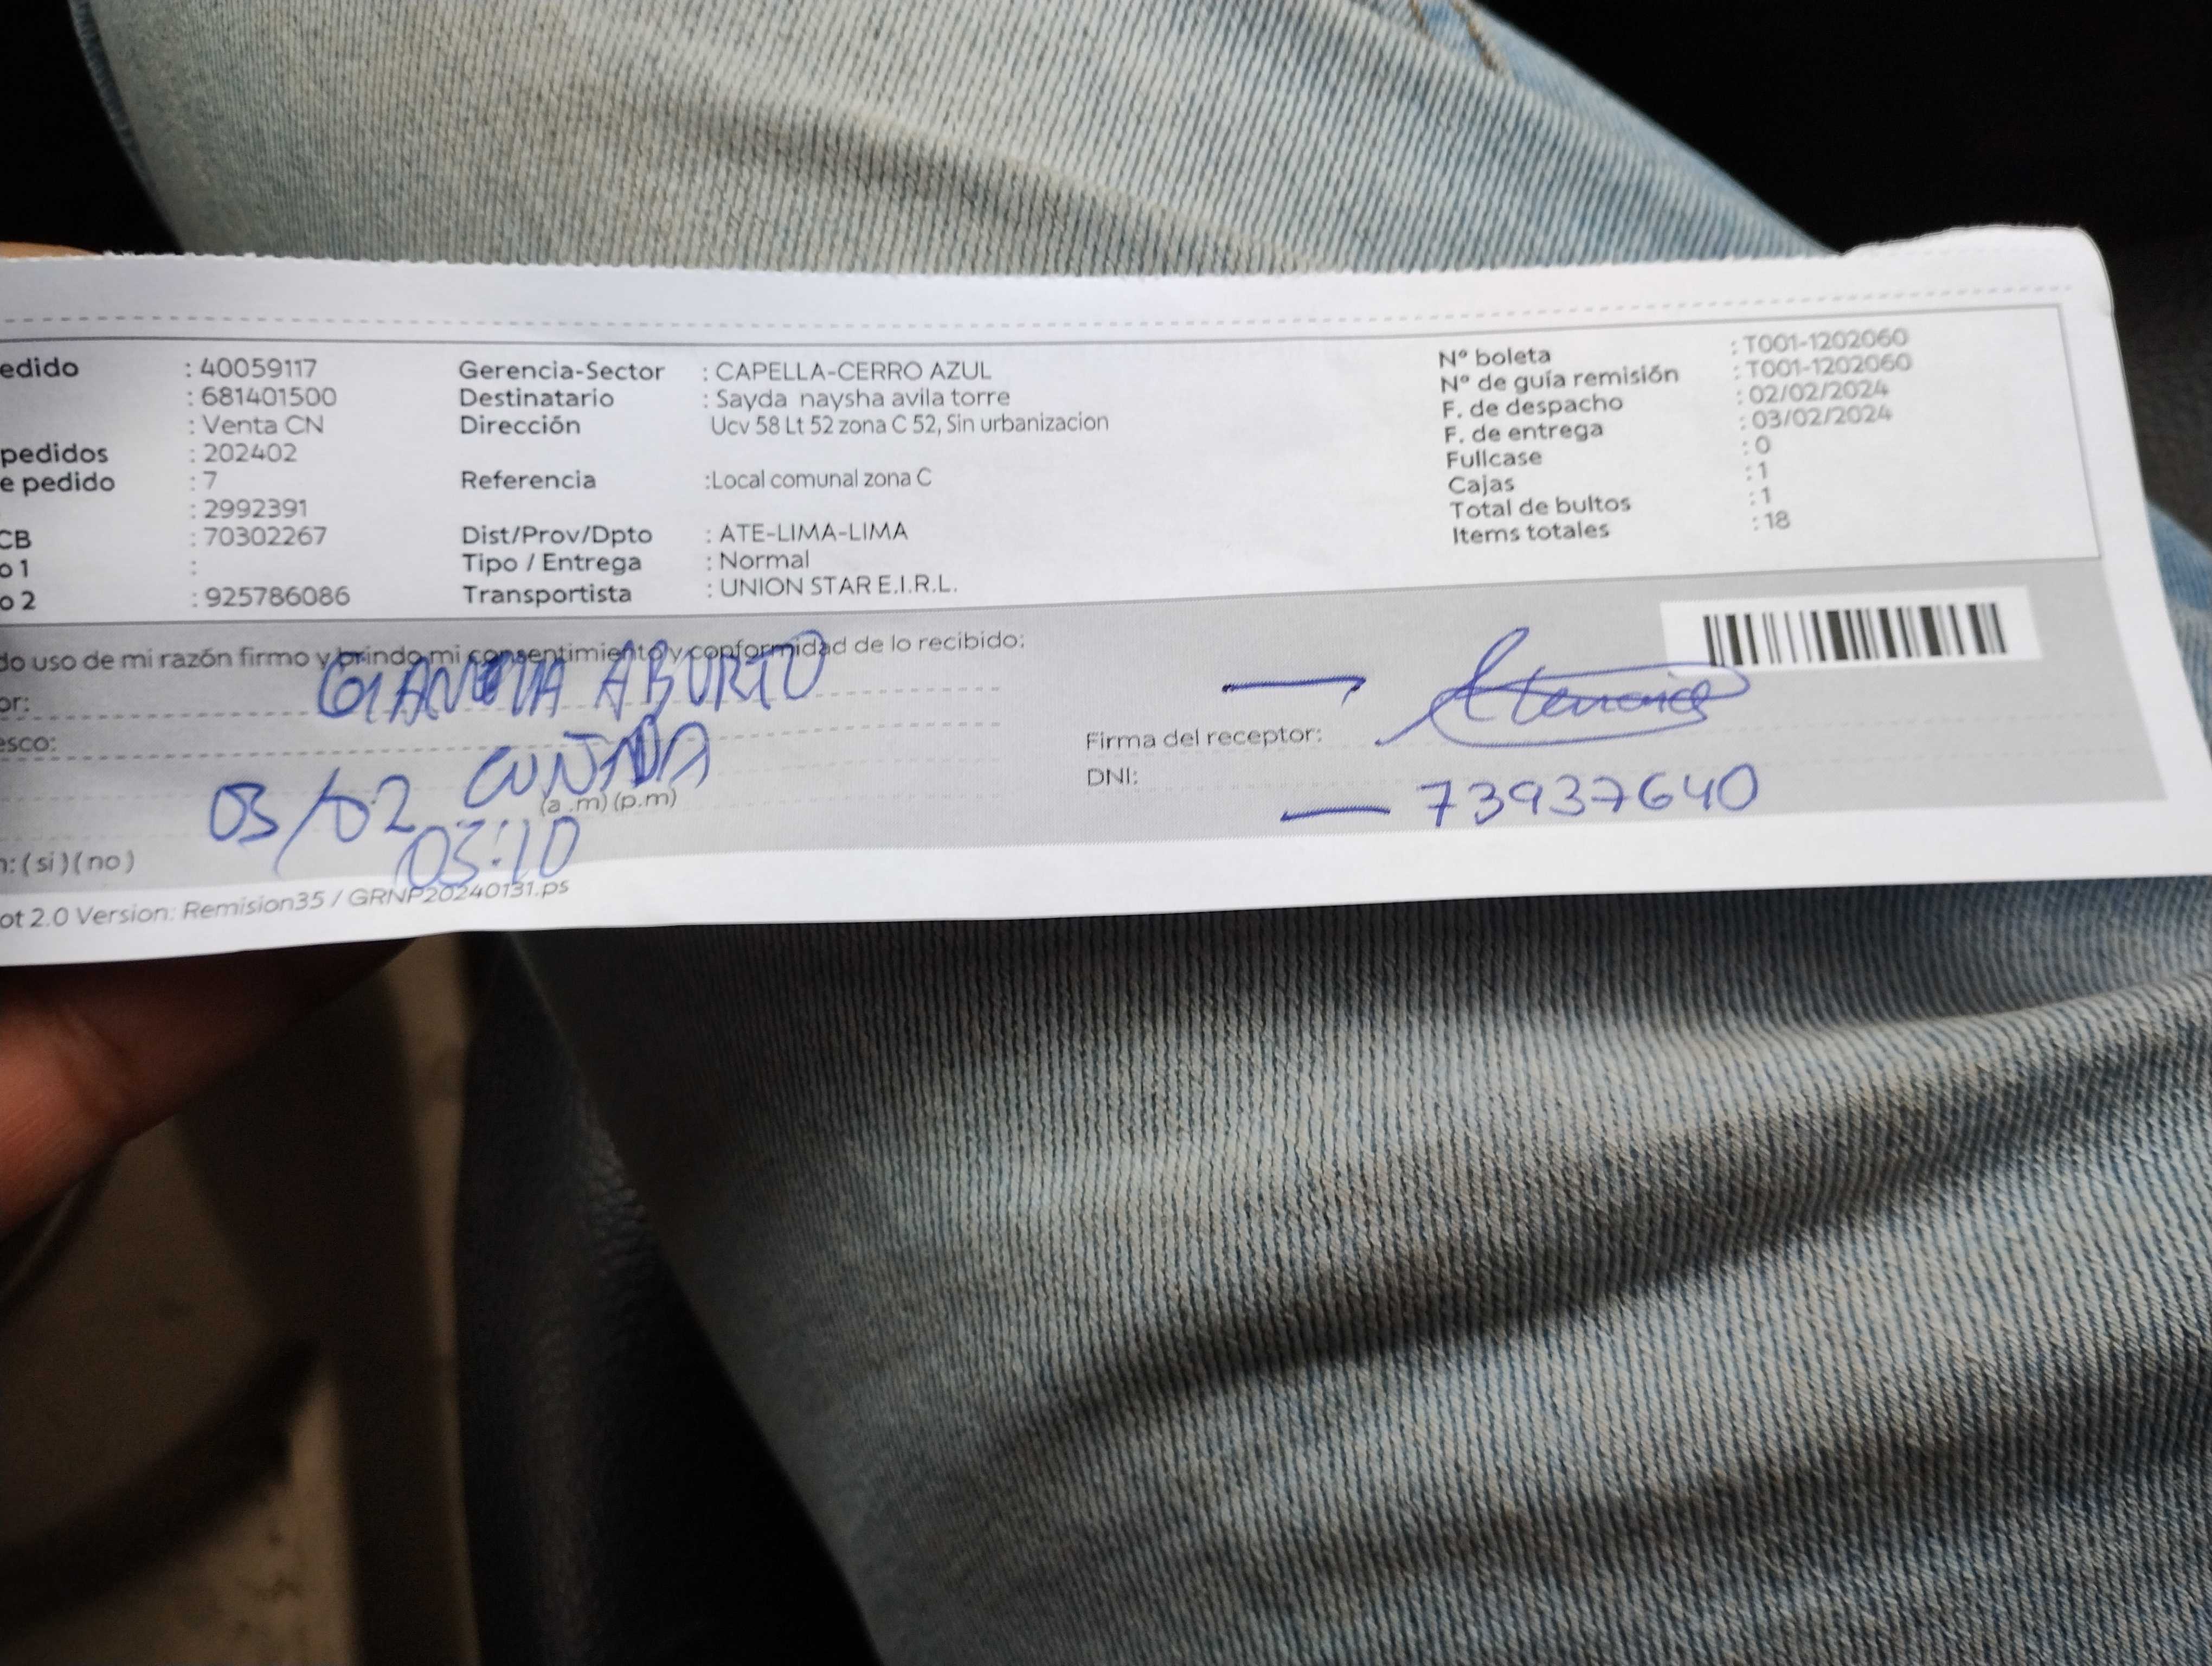 edido : 40059117 Gerencia-Sector : CAPELLA-CERRO AZUL Nº boleta : T001-1202060
: 681401500 Destinatario : Sayda naysha avila torre Nº de guía remisión : T001-1202060
: Venta CN Dirección Ucv 58 Lt 52 zona C 52, Sin urbanizacion F. de despacho : 02/02/2024
pedidos : 202402 F. de entrega : 03/02/2024
e pedido : 7 Referencia :Local comunal zona C Fullcase : 0
: 2992391 Cajas : 1
CB : 70302267 Dist/Prov/Dpto : ATE-LIMA-LIMA Total de bultos : 1
o 1 : Tipo / Entrega : Normal Items totales : 18
o 2 : 925786086 Transportista : UNION STAR E.I.R.L.
do uso de mi razón firmo y brindo mi consentimiento y conformidad de lo recibido:
or: ABURTO
esco: CUÑADA Firma del receptor:
03/02 (a .m) (p.m) DNI: 73937640
03:10
n: (si) (no)
ot 2.0 Version: Remision35 / GRNP20240131.ps